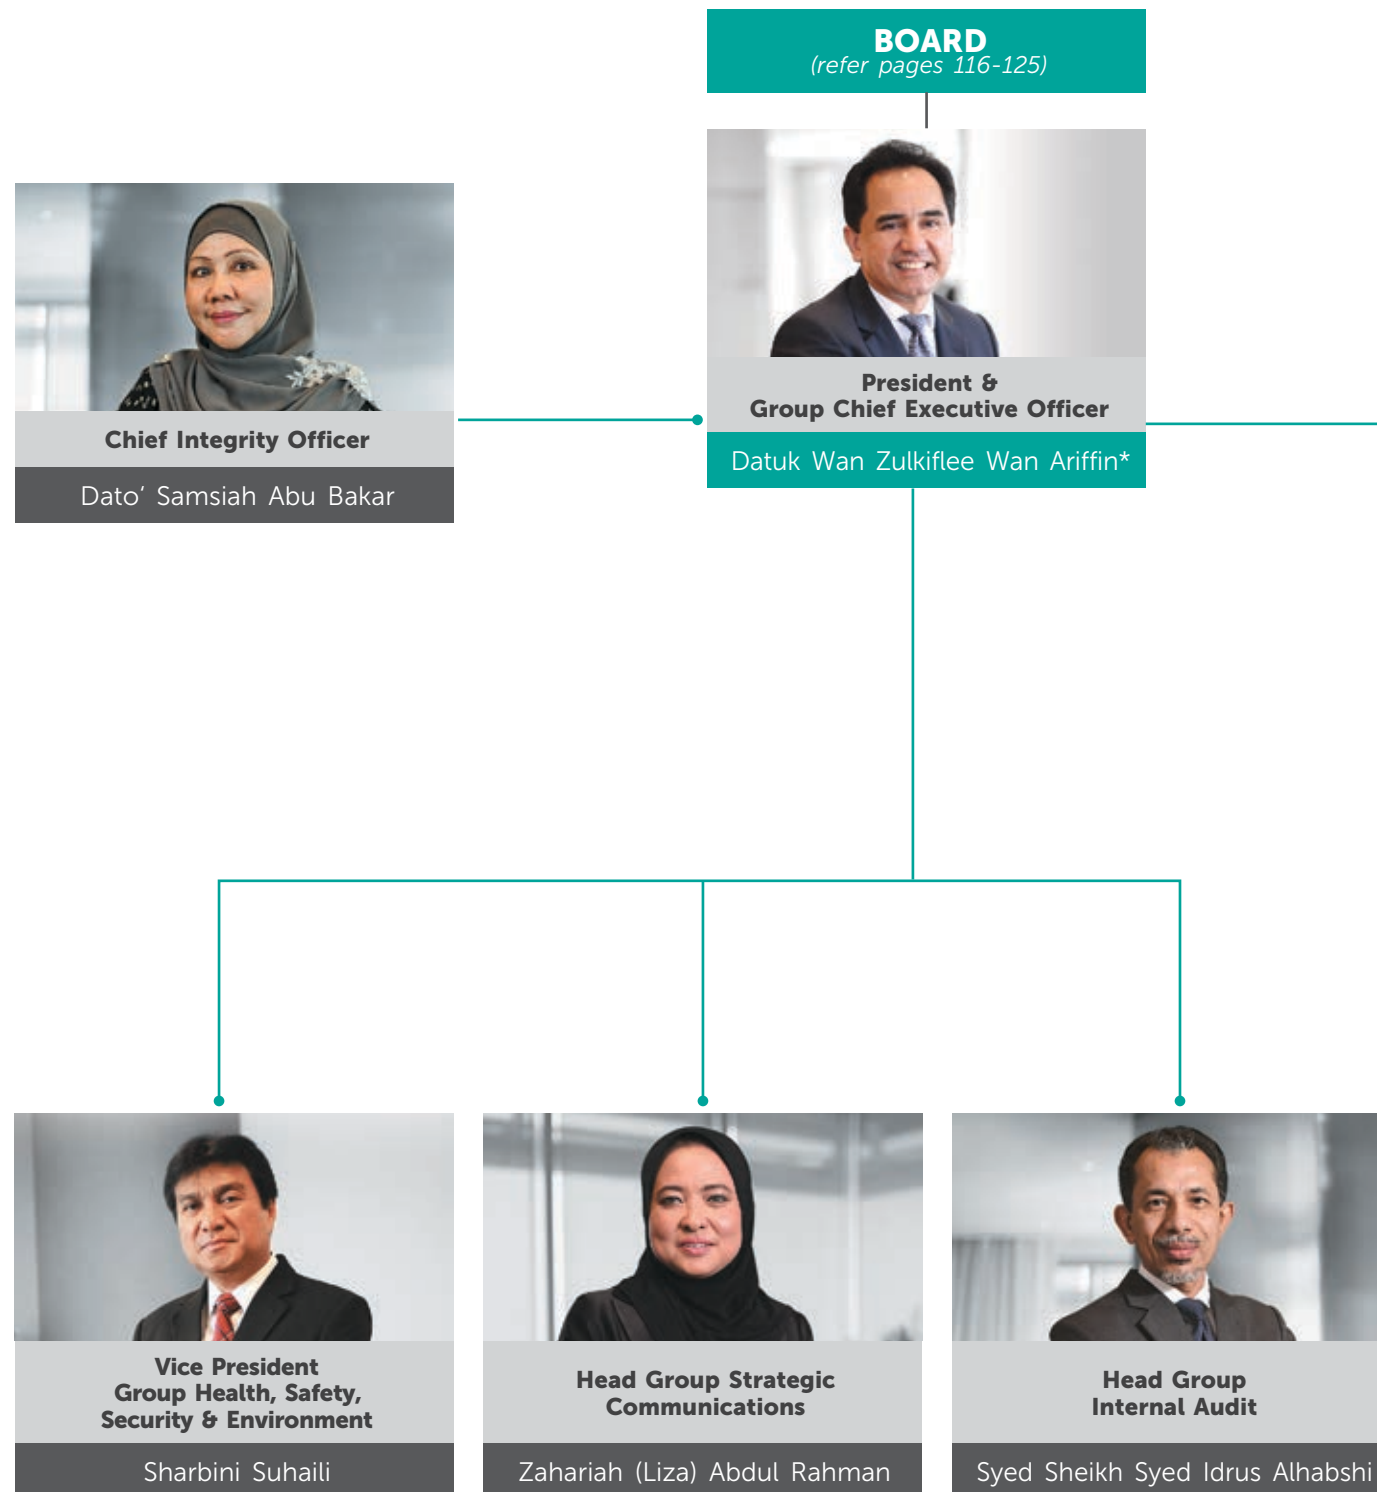 BOARD
(refer pages 116-125)
President &
Group Chief Executive Officer
Datuk Wan Zulkiflee Wan Ariffin*
Chief Integrity Officer
Dato' Samsiah Abu Bakar
Vice President
Group Health, Safety,
Security & Environment
Sharbini Suhaili
Head Group Strategic
Communications
Zahariah (Liza) Abdul Rahman
Head Group
Internal Audit
Syed Sheikh Syed Idrus Alhabshi